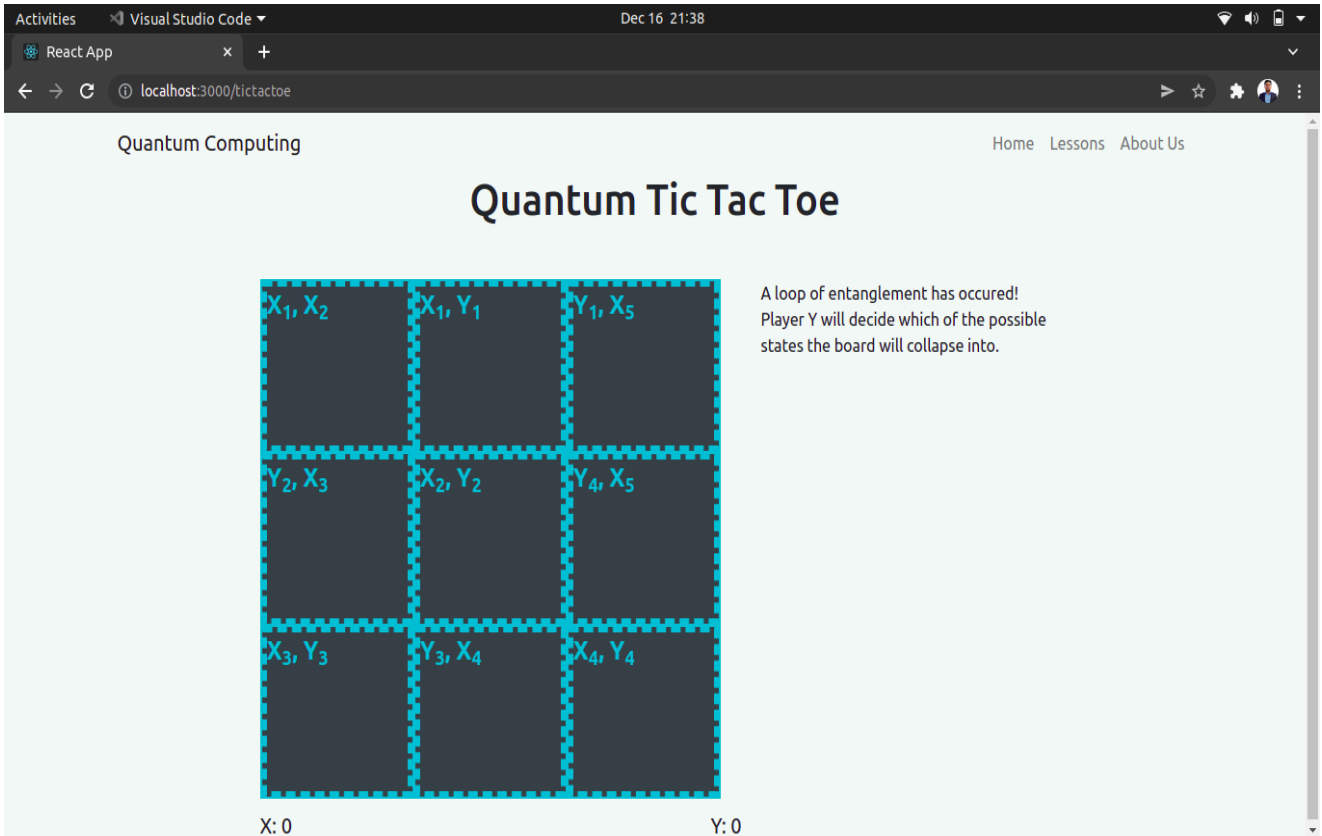 Activities Visual Studio Code Dec 16 21:38
React App
localhost:3000/tictactoe
Quantum Computing Home Lessons About Us
Quantum Tic Tac Toe
X₁, X₂ X₁, Y₁ Y₁, X₅
A loop of entanglement has occured!
Player Y will decide which of the possible
states the board will collapse into.
Y₂, X₃ X₂, Y₂ Y₄, X₅
X₃, Y₃ Y₃, X₄ X₄, Y₄
X: 0 Y: 0